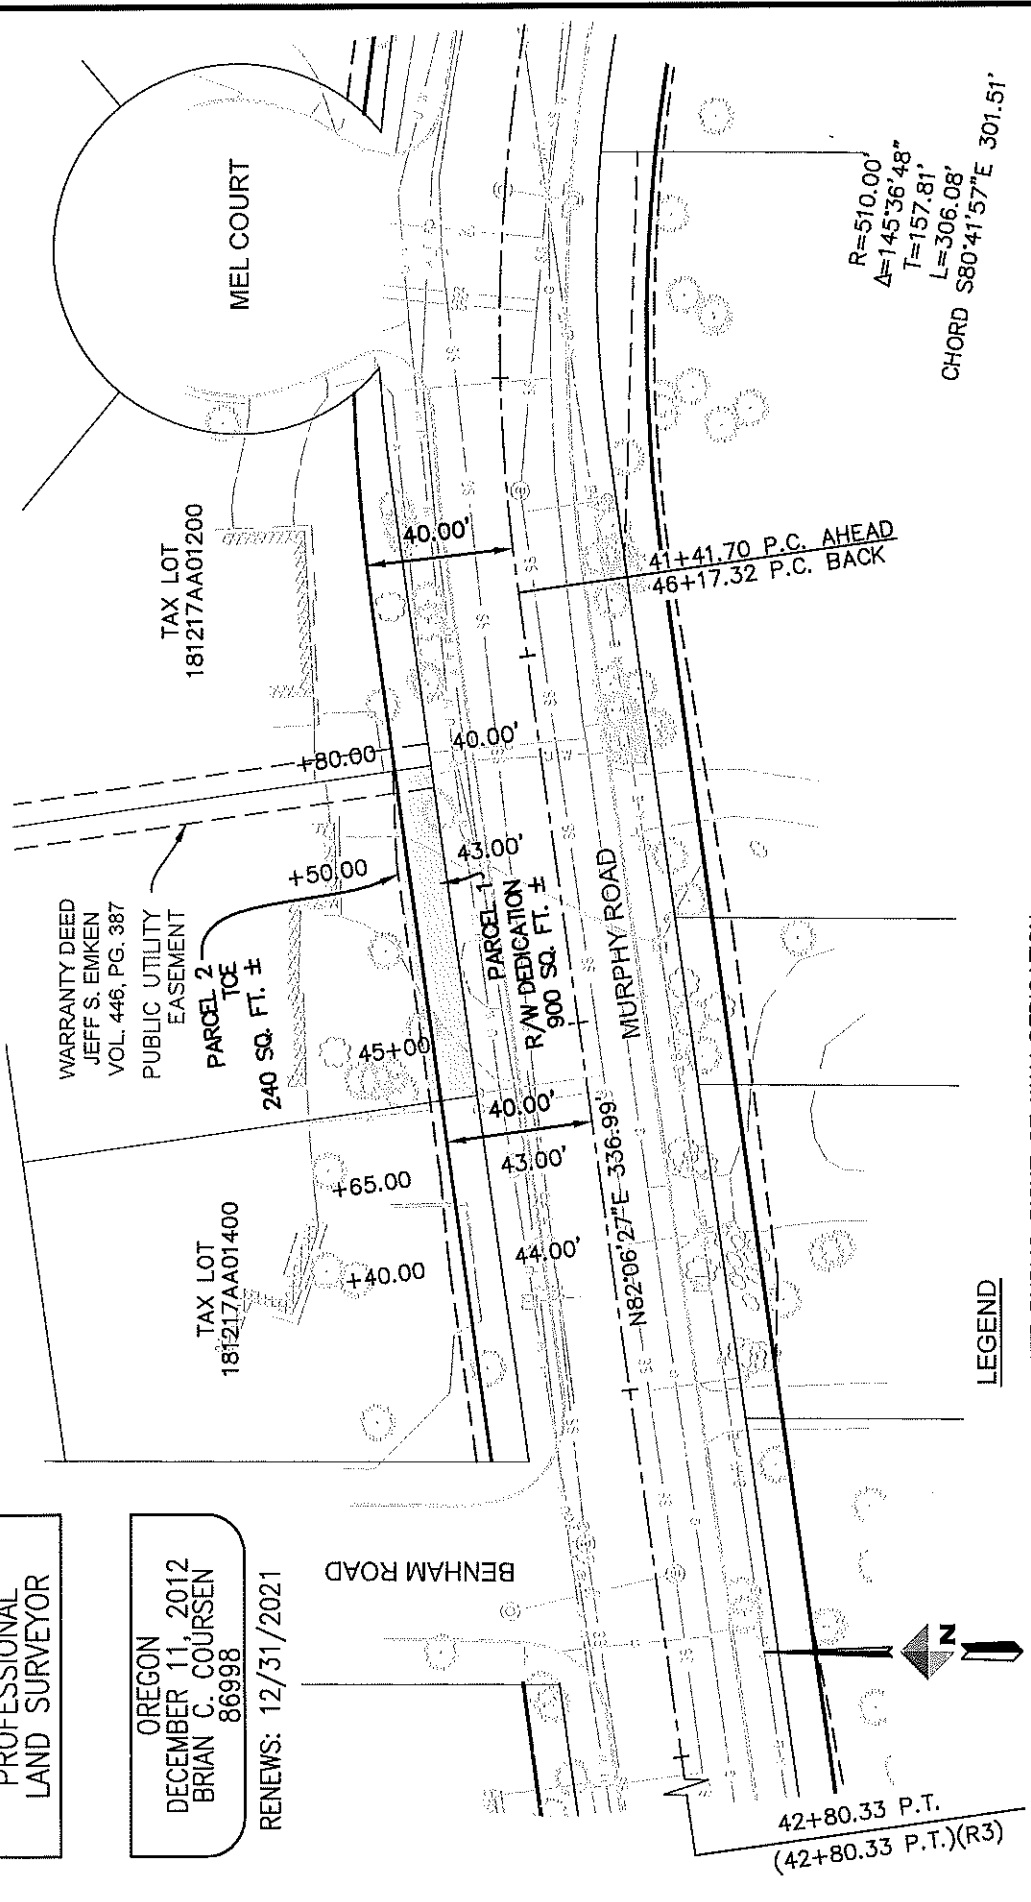 PROFESSIONAL
LAND SURVEYOR
OREGON
DECEMBER 11, 2012
BRIAN C. COURSEN
86998
RENEWS: 12/31/2021
WARRANTY DEED
JEFF S. EMKEN
VOL. 446, PG. 387
PUBLIC UTILITY
EASEMENT
PARCEL 2
TCE
240 SQ. FT. ±
TAX LOT
181217AA01400
TAX LOT
181217AA01200
MEL COURT
+40.00
+65.00
45+00
+50.00
+80.00
44.00'
43.00'
40.00'
43.00'
40.00'
40.00'
PARCEL 1
R/W DEDICATION
900 SQ. FT. ±
N82°06'27"E 336.99'
MURPHY ROAD
BENHAM ROAD
41+41.70 P.C. AHEAD
46+17.32 P.C. BACK
R=510.00'
Δ=145°36'48"
T=157.81'
L=306.08'
CHORD S80°41'57"E 301.51'
42+80.33 P.T.
(42+80.33 P.T.)(R3)
N
LEGEND